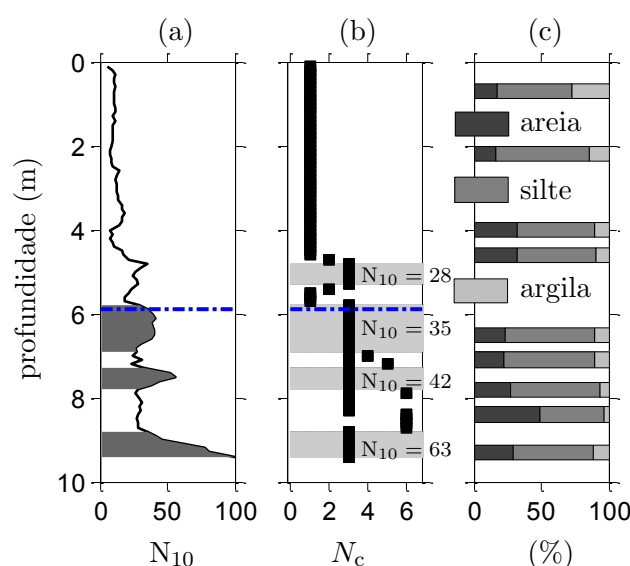 (a) (b) (c)
profundidade (m)
0
2
4
6
8
10
N10 = 28
N10 = 35
N10 = 42
N10 = 63
areia
silte
argila
0 50 100 0 2 4 6 0 50 100
N10 Nc (%)